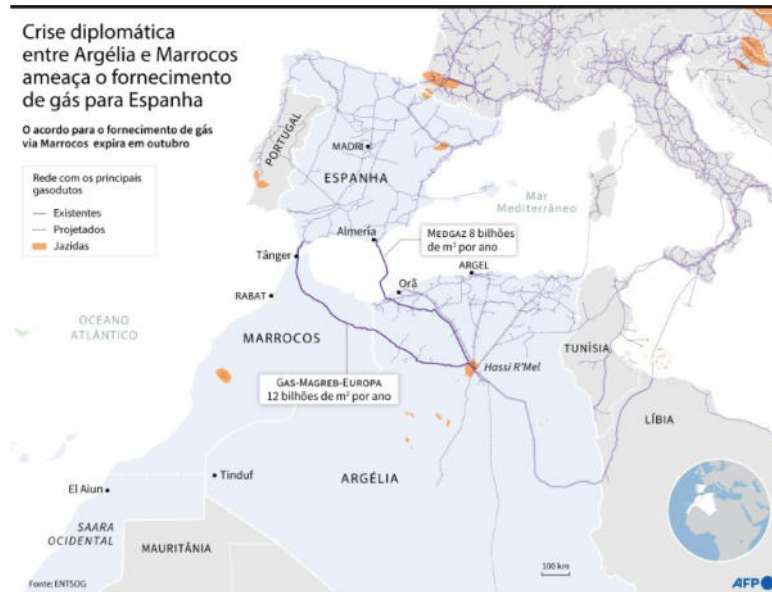 Crise diplomática
entre Argélia e Marrocos
ameaça o fornecimento
de gás para Espanha
O acordo para o fornecimento de gás
via Marrocos expira em outubro
Rede com os principais
gasodutos
Existentes
Projetados
Jazidas
PORTUGAL
MADRI
ESPANHA
Mar
Mediterrâneo
Almería
MEDGAZ 8 bilhões
de m³ por ano
Tânger
ARGEL
Orã
RABAT
OCEANO
ATLÂNTICO
MARROCOS
TUNÍSIA
Hassi R'Mel
GAS-MAGREB-EUROPA
12 bilhões de m³ por ano
LÍBIA
Tinduf
ARGÉLIA
El Aiun
SAARA
OCIDENTAL
MAURITÂNIA
100 km
Fonte: ENTSOG
AFP